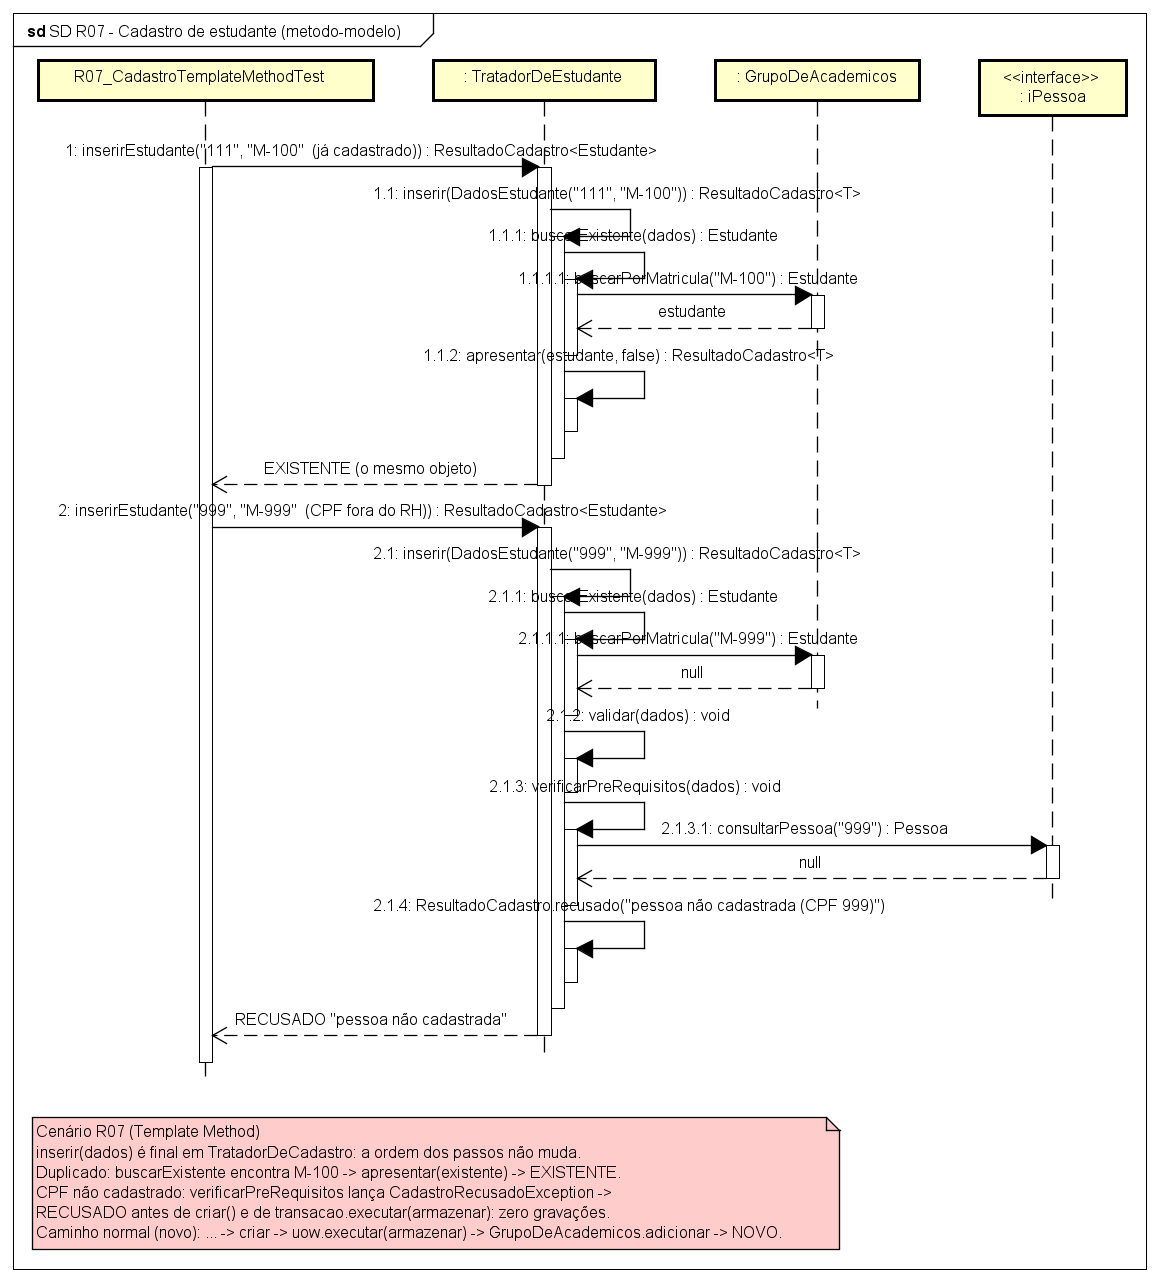 sd SD R07 - Cadastro de estudante (metodo-modelo)
R07_CadastroTemplateMethodTest
: TratadorDeEstudante
: GrupoDeAcademicos
<<interface>>
: iPessoa
1: inserirEstudante("111", "M-100"  (já cadastrado)) : ResultadoCadastro<Estudante>
1.1: inserir(DadosEstudante("111", "M-100")) : ResultadoCadastro<T>
1.1.1: buscarExistente(dados) : Estudante
1.1.1.1: buscarPorMatricula("M-100") : Estudante
estudante
1.1.2: apresentar(estudante, false) : ResultadoCadastro<T>
EXISTENTE (o mesmo objeto)
2: inserirEstudante("999", "M-999"  (CPF fora do RH)) : ResultadoCadastro<Estudante>
2.1: inserir(DadosEstudante("999", "M-999")) : ResultadoCadastro<T>
2.1.1: buscarExistente(dados) : Estudante
2.1.1.1: buscarPorMatricula("M-999") : Estudante
null
2.1.2: validar(dados) : void
2.1.3: verificarPreRequisitos(dados) : void
2.1.3.1: consultarPessoa("999") : Pessoa
null
2.1.4: ResultadoCadastro.recusado("pessoa não cadastrada (CPF 999)")
RECUSADO "pessoa não cadastrada"
Cenário R07 (Template Method)
inserir(dados) é final em TratadorDeCadastro: a ordem dos passos não muda.
Duplicado: buscarExistente encontra M-100 -> apresentar(existente) -> EXISTENTE.
CPF não cadastrado: verificarPreRequisitos lança CadastroRecusadoException ->
RECUSADO antes de criar() e de transacao.executar(armazenar): zero gravações.
Caminho normal (novo): ... -> criar -> uow.executar(armazenar) -> GrupoDeAcademicos.adicionar -> NOVO.